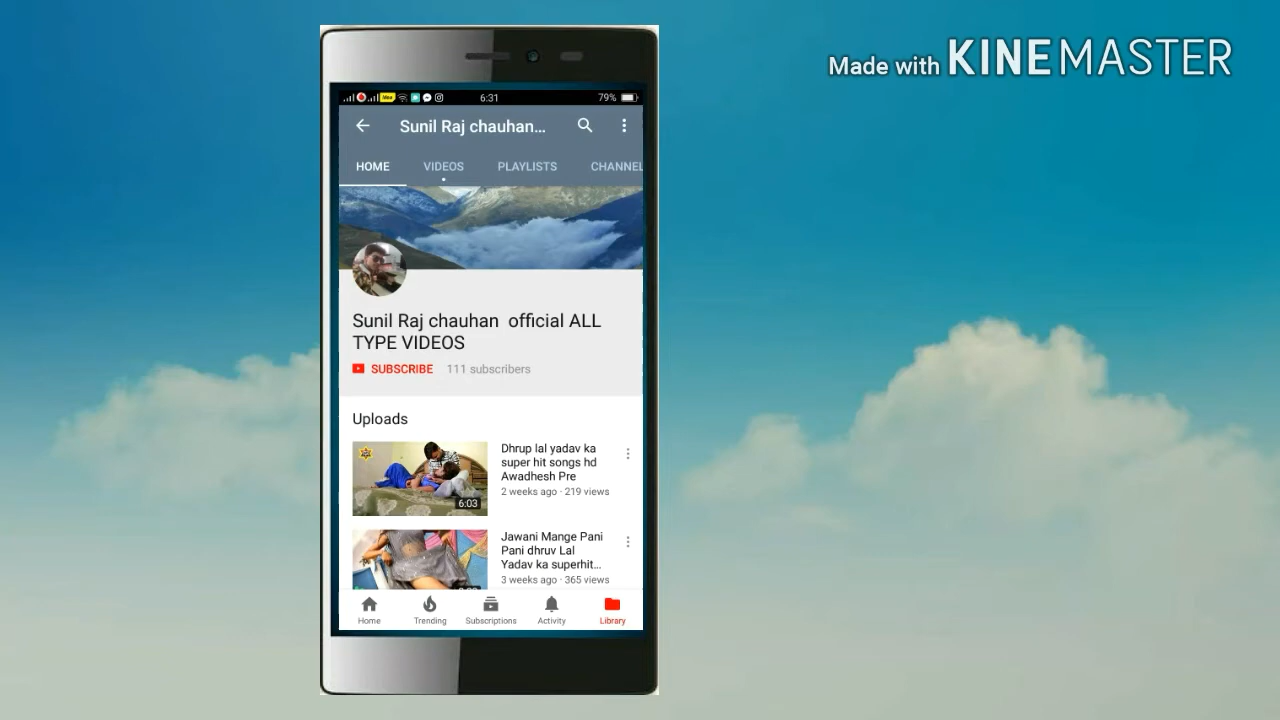 Made with KINEMASTER
Idea
6:31
79%
Sunil Raj chauhan...
HOME VIDEOS PLAYLISTS CHANNEL
Sunil Raj chauhan official ALL
TYPE VIDEOS
SUBSCRIBE 111 subscribers
Uploads
Dhrup lal yadav ka
super hit songs hd
Awadhesh Pre
2 weeks ago · 219 views
6:03
Jawani Mange Pani
Pani dhruv Lal
Yadav ka superhit...
3 weeks ago · 365 views
Home Trending Subscriptions Activity Library